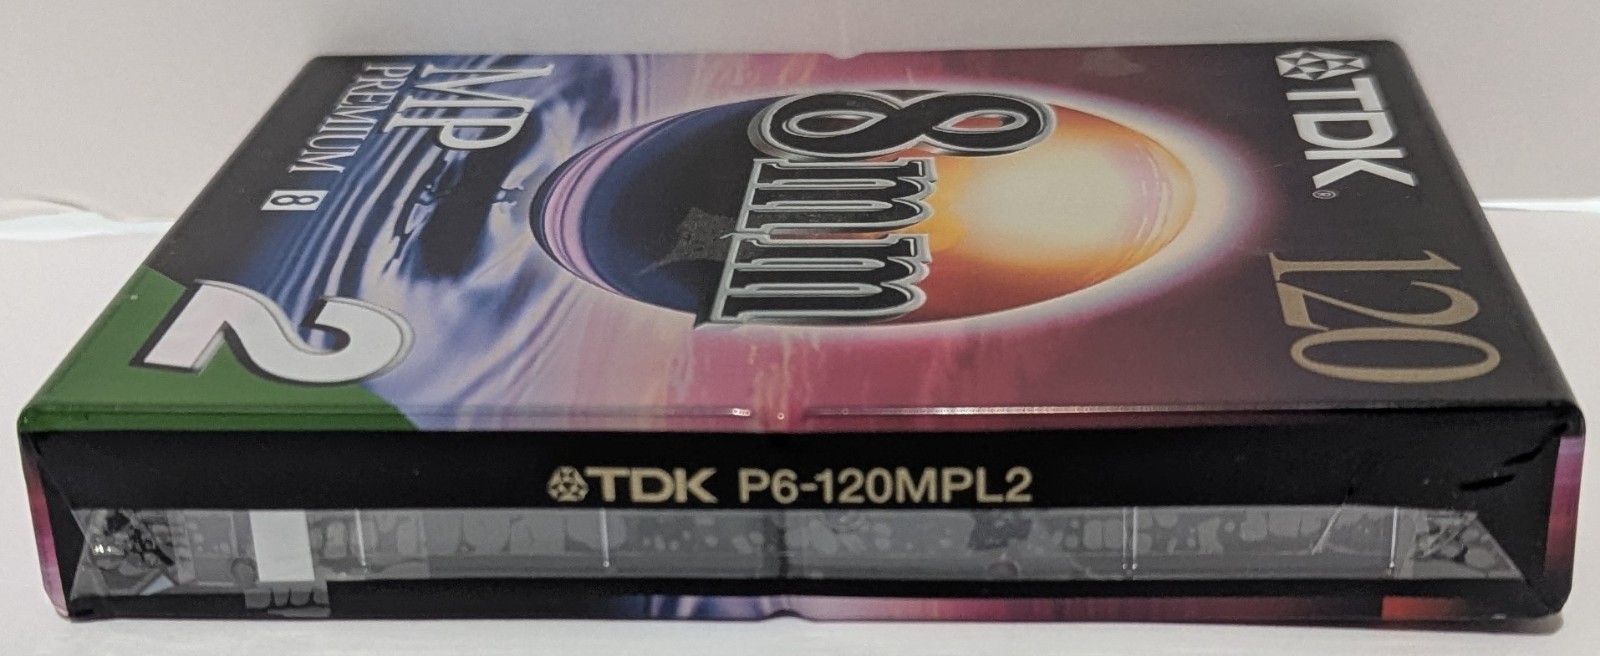 TDK®
120
8mm
MP
PREMIUM 8
2
TDK P6-120MPL2